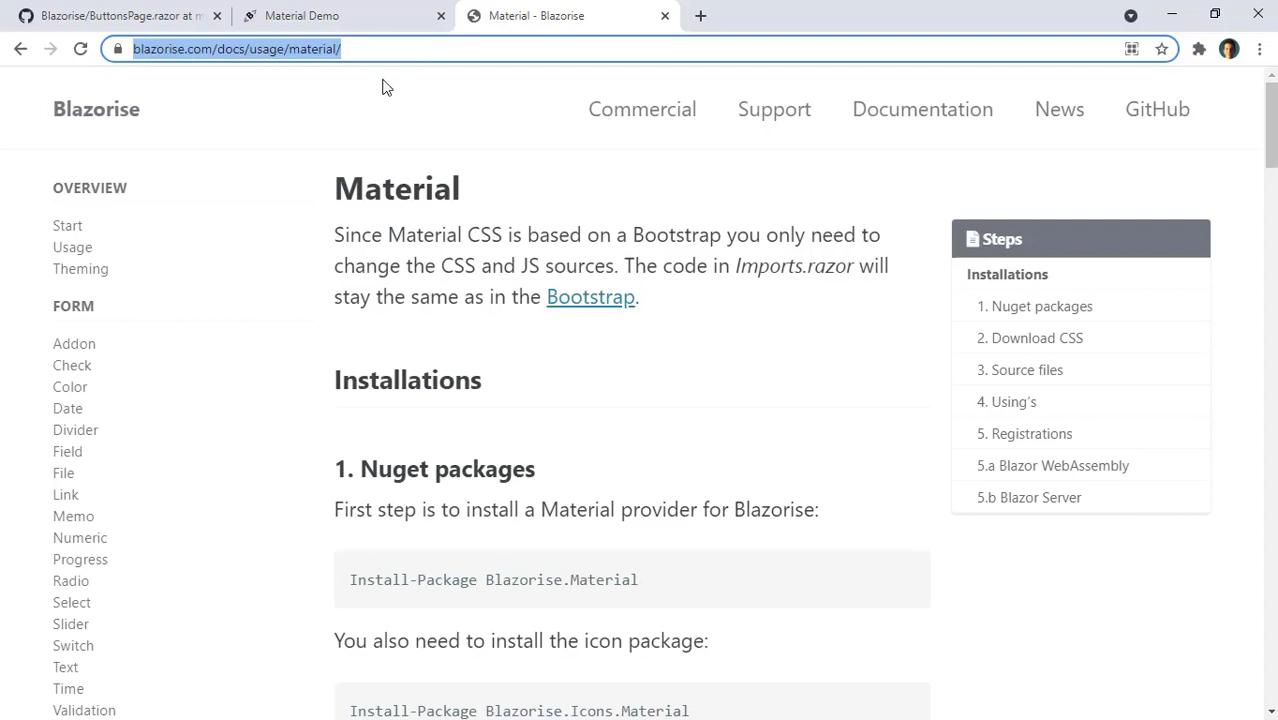 Blazorise/ButtonsPage.razor at m
Material Demo
Material - Blazorise
blazorise.com/docs/usage/material/
Blazorise
Commercial
Support
Documentation
News
GitHub
OVERVIEW
Start
Usage
Theming
FORM
Addon
Check
Color
Date
Divider
Field
File
Link
Memo
Numeric
Progress
Radio
Select
Slider
Switch
Text
Time
Validation
Material
Since Material CSS is based on a Bootstrap you only need to
change the CSS and JS sources. The code in Imports.razor will
stay the same as in the Bootstrap.
Installations
1. Nuget packages
First step is to install a Material provider for Blazorise:
Install-Package Blazorise.Material
You also need to install the icon package:
Install-Package Blazorise.Icons.Material
Steps
Installations
1. Nuget packages
2. Download CSS
3. Source files
4. Using's
5. Registrations
5.a Blazor WebAssembly
5.b Blazor Server